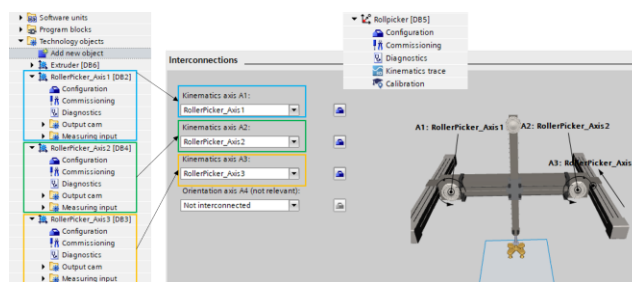 Software units
Program blocks
Technology objects
Add new object
Extruder [DB6]
RollerPicker_Axis1 [DB2]
Configuration
Commissioning
Diagnostics
Output cam
Measuring input
RollerPicker_Axis2 [DB4]
Configuration
Commissioning
Diagnostics
Output cam
Measuring input
RollerPicker_Axis3 [DB3]
Configuration
Commissioning
Diagnostics
Output cam
Measuring input
Interconnections
Kinematics axis A1:
RollerPicker_Axis1
Kinematics axis A2:
RollerPicker_Axis2
Kinematics axis A3:
RollerPicker_Axis3
Orientation axis A4 (not relevant):
Not interconnected
Rollpicker [DB5]
Configuration
Commissioning
Diagnostics
Kinematics trace
Calibration
A1: RollerPicker_Axis1
A2: RollerPicker_Axis2
A3: RollerPicker_Axis